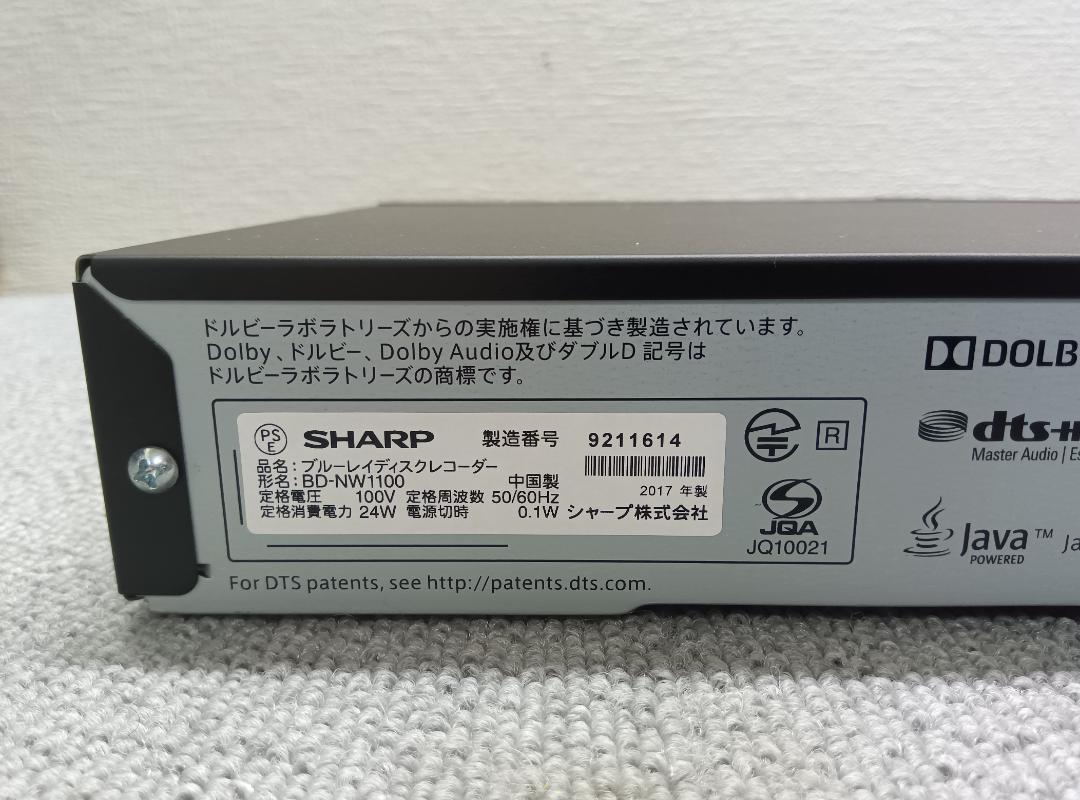 ドルビーラボラトリーズからの実施権に基づき製造されています。
Dolby、ドルビー、Dolby Audio及びダブルD 記号は
ドルビーラボラトリーズの商標です。
PSE SHARP 製造番号 9211614
品名：ブルーレイディスクレコーダー
形名：BD-NW1100 中国製
2017 年製
定格電圧 100V 定格周波数 50/60Hz
定格消費電力 24W 電源切時 0.1W シャープ株式会社
R
JQA
JQ10021
For DTS patents, see http://patents.dts.com.
DOLB
dts-H
Master Audio | Es
Java™ Ja
POWERED